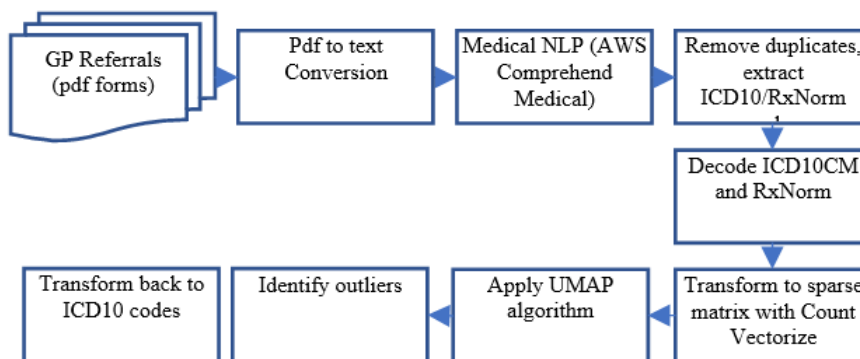 GP Referrals
(pdf forms)
Pdf to text
Conversion
Medical NLP (AWS
Comprehend
Medical)
Remove duplicates,
extract
ICD10/RxNorm
Decode ICD10CM
and RxNorm
Transform to sparse
matrix with Count
Vectorize
Apply UMAP
algorithm
Identify outliers
Transform back to
ICD10 codes